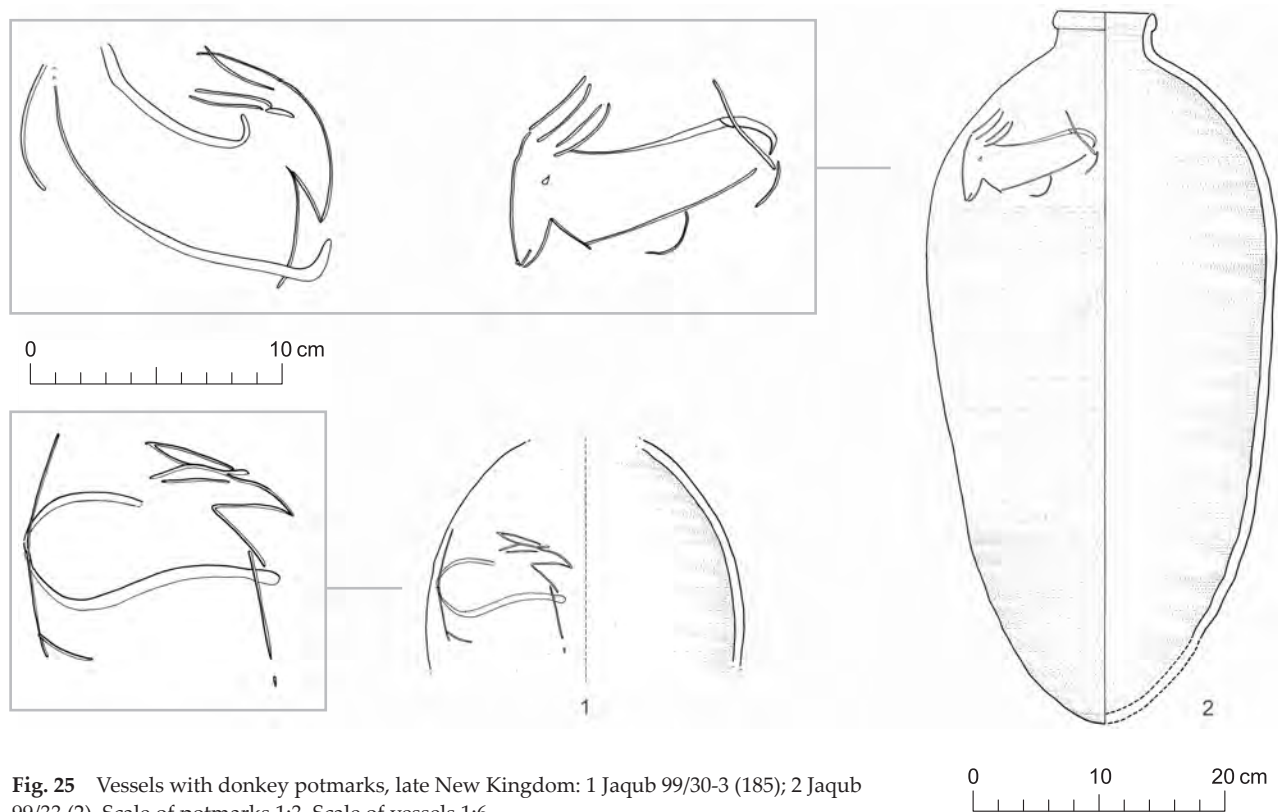 0 10 cm
1
2
Fig. 25 Vessels with donkey potmarks, late New Kingdom: 1 Jaqub 99/30-3 (185); 2 Jaqub
0 10 20 cm
99/33 (2). Scale of potmarks 1:3. Scale of vessels 1:6